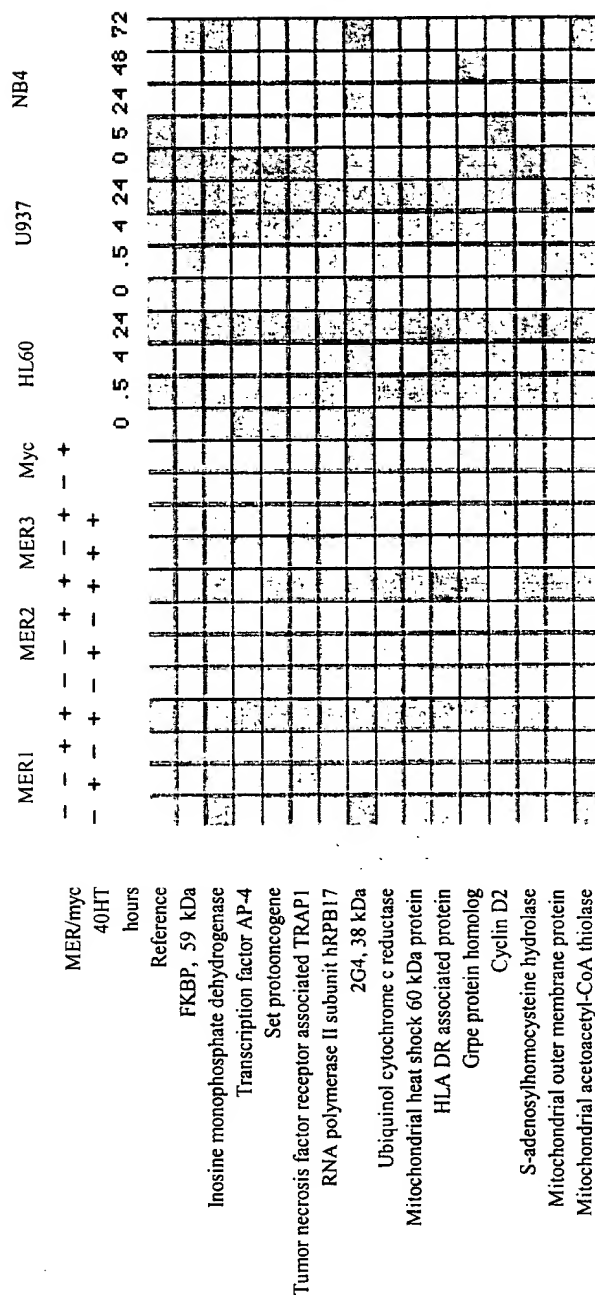 MER1 MER2 MER3 Myc HL60 U937 NB4
MER/myc − − + + − − + + − + − +
40HT − + − + − + − + + +
hours 0 .5 4 24 0 .5 4 24 0 5 24 48 72
Reference
FKBP, 59 kDa
Inosine monophosphate dehydrogenase
Transcription factor AP-4
Set protooncogene
Tumor necrosis factor receptor associated TRAP1
RNA polymerase II subunit hRPB17
2G4, 38 kDa
Ubiquinol cytochrome c reductase
Mitochondrial heat shock 60 kDa protein
HLA DR associated protein
Grpe protein homolog
Cyclin D2
S-adenosylhomocysteine hydrolase
Mitochondrial outer membrane protein
Mitochondrial acetoacetyl-CoA thiolase